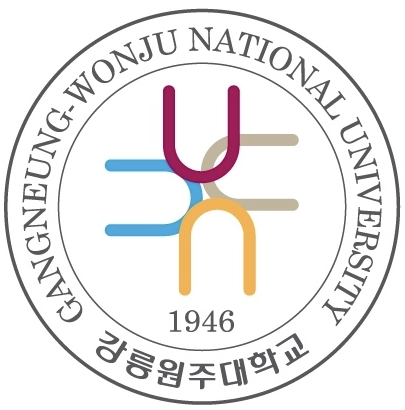 GANGNEUNG-WONJU NATIONAL UNIVERSITY
1946
강릉원주대학교